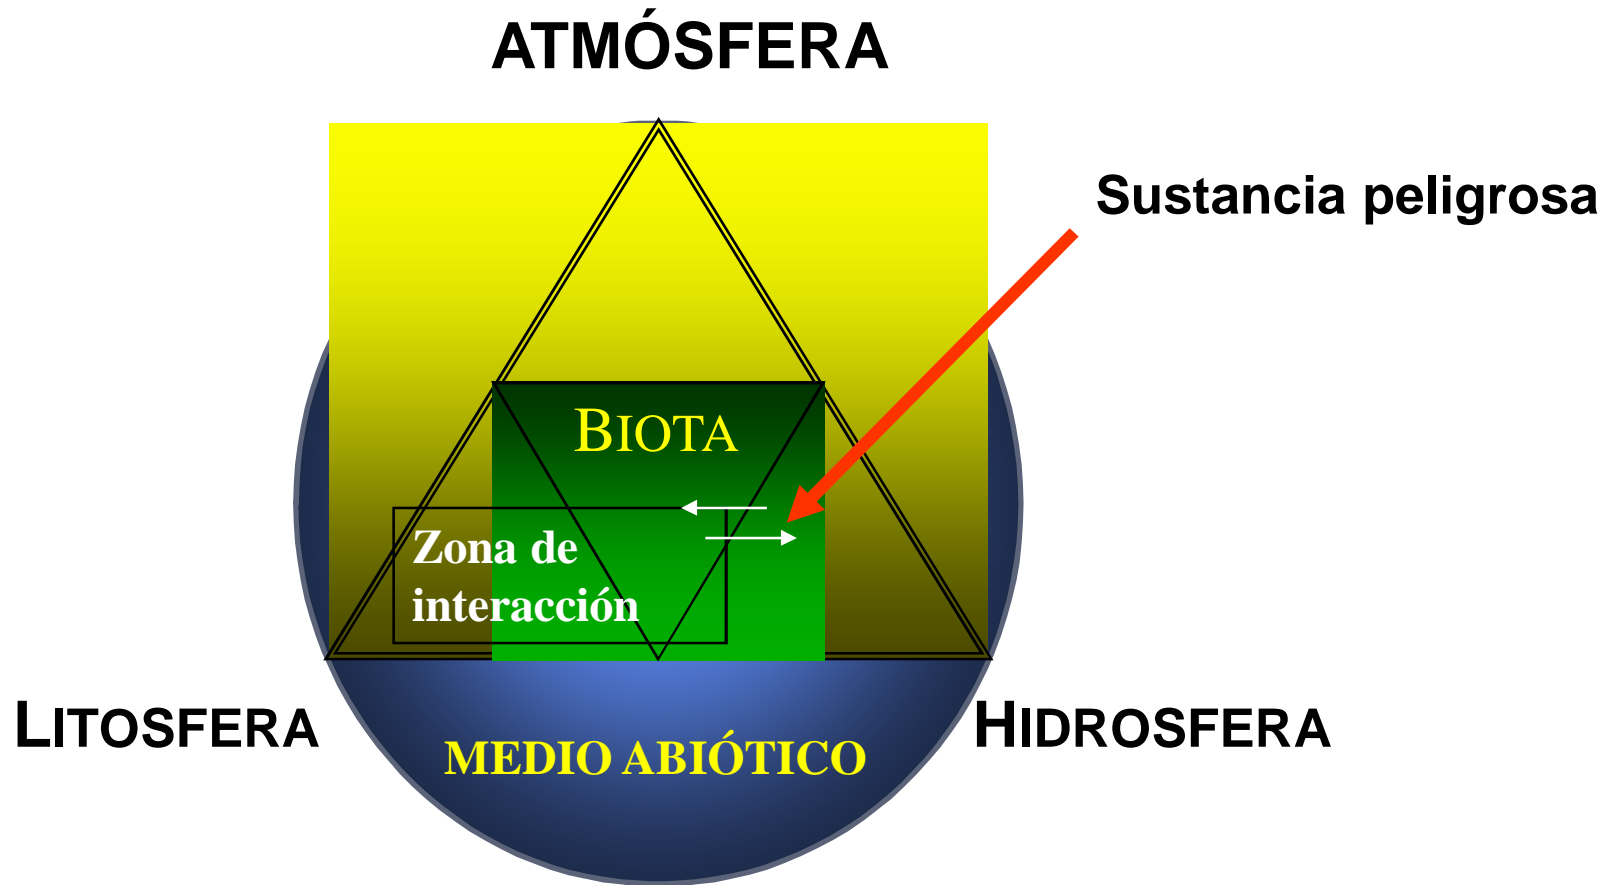 ATMÓSFERA
Sustancia peligrosa
BIOTA
Zona de
interacción
LITOSFERA
HIDROSFERA
MEDIO ABIÓTICO